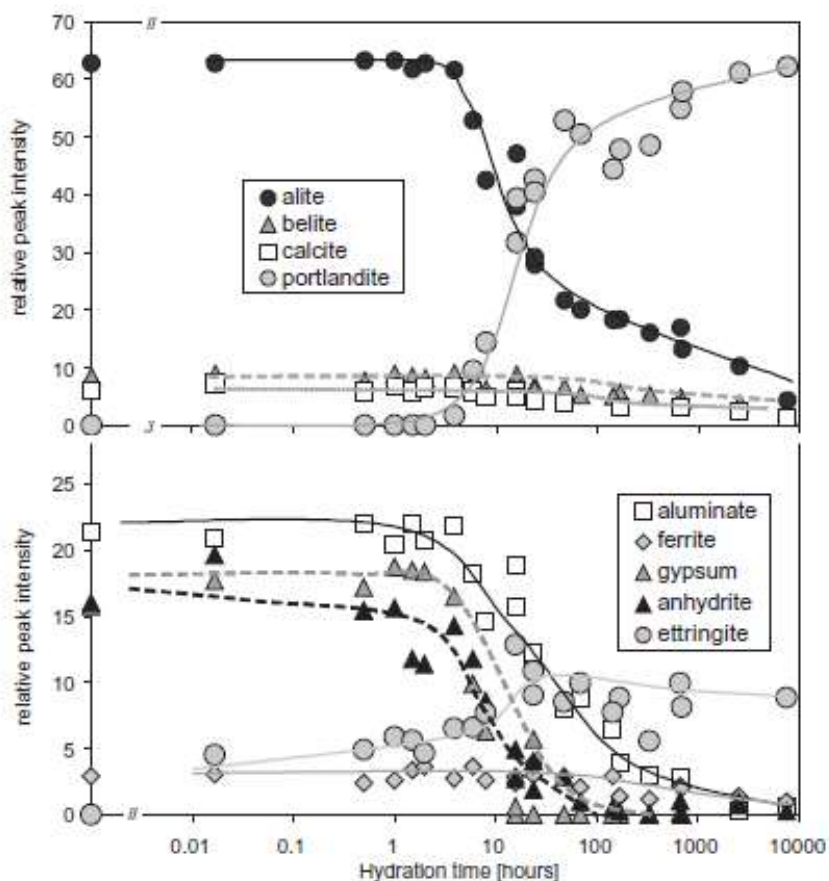 70
60
50
40
30
20
10
0
relative peak intensity
alite
belite
calcite
portlandite
25
20
15
10
5
0
relative peak intensity
aluminate
ferrite
gypsum
anhydrite
ettringite
0.01 0.1 1 10 100 1000 10000
Hydration time [hours]